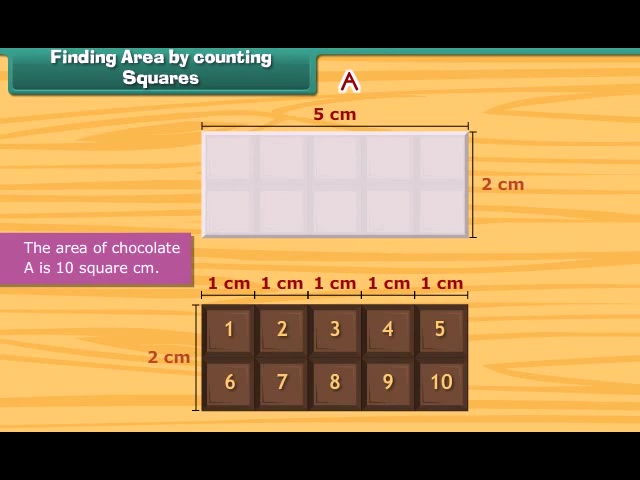 Finding Area by counting
Squares
A
5 cm
2 cm
The area of chocolate
A is 10 square cm.
1 cm 1 cm 1 cm 1 cm 1 cm
2 cm
1 2 3 4 5
6 7 8 9 10